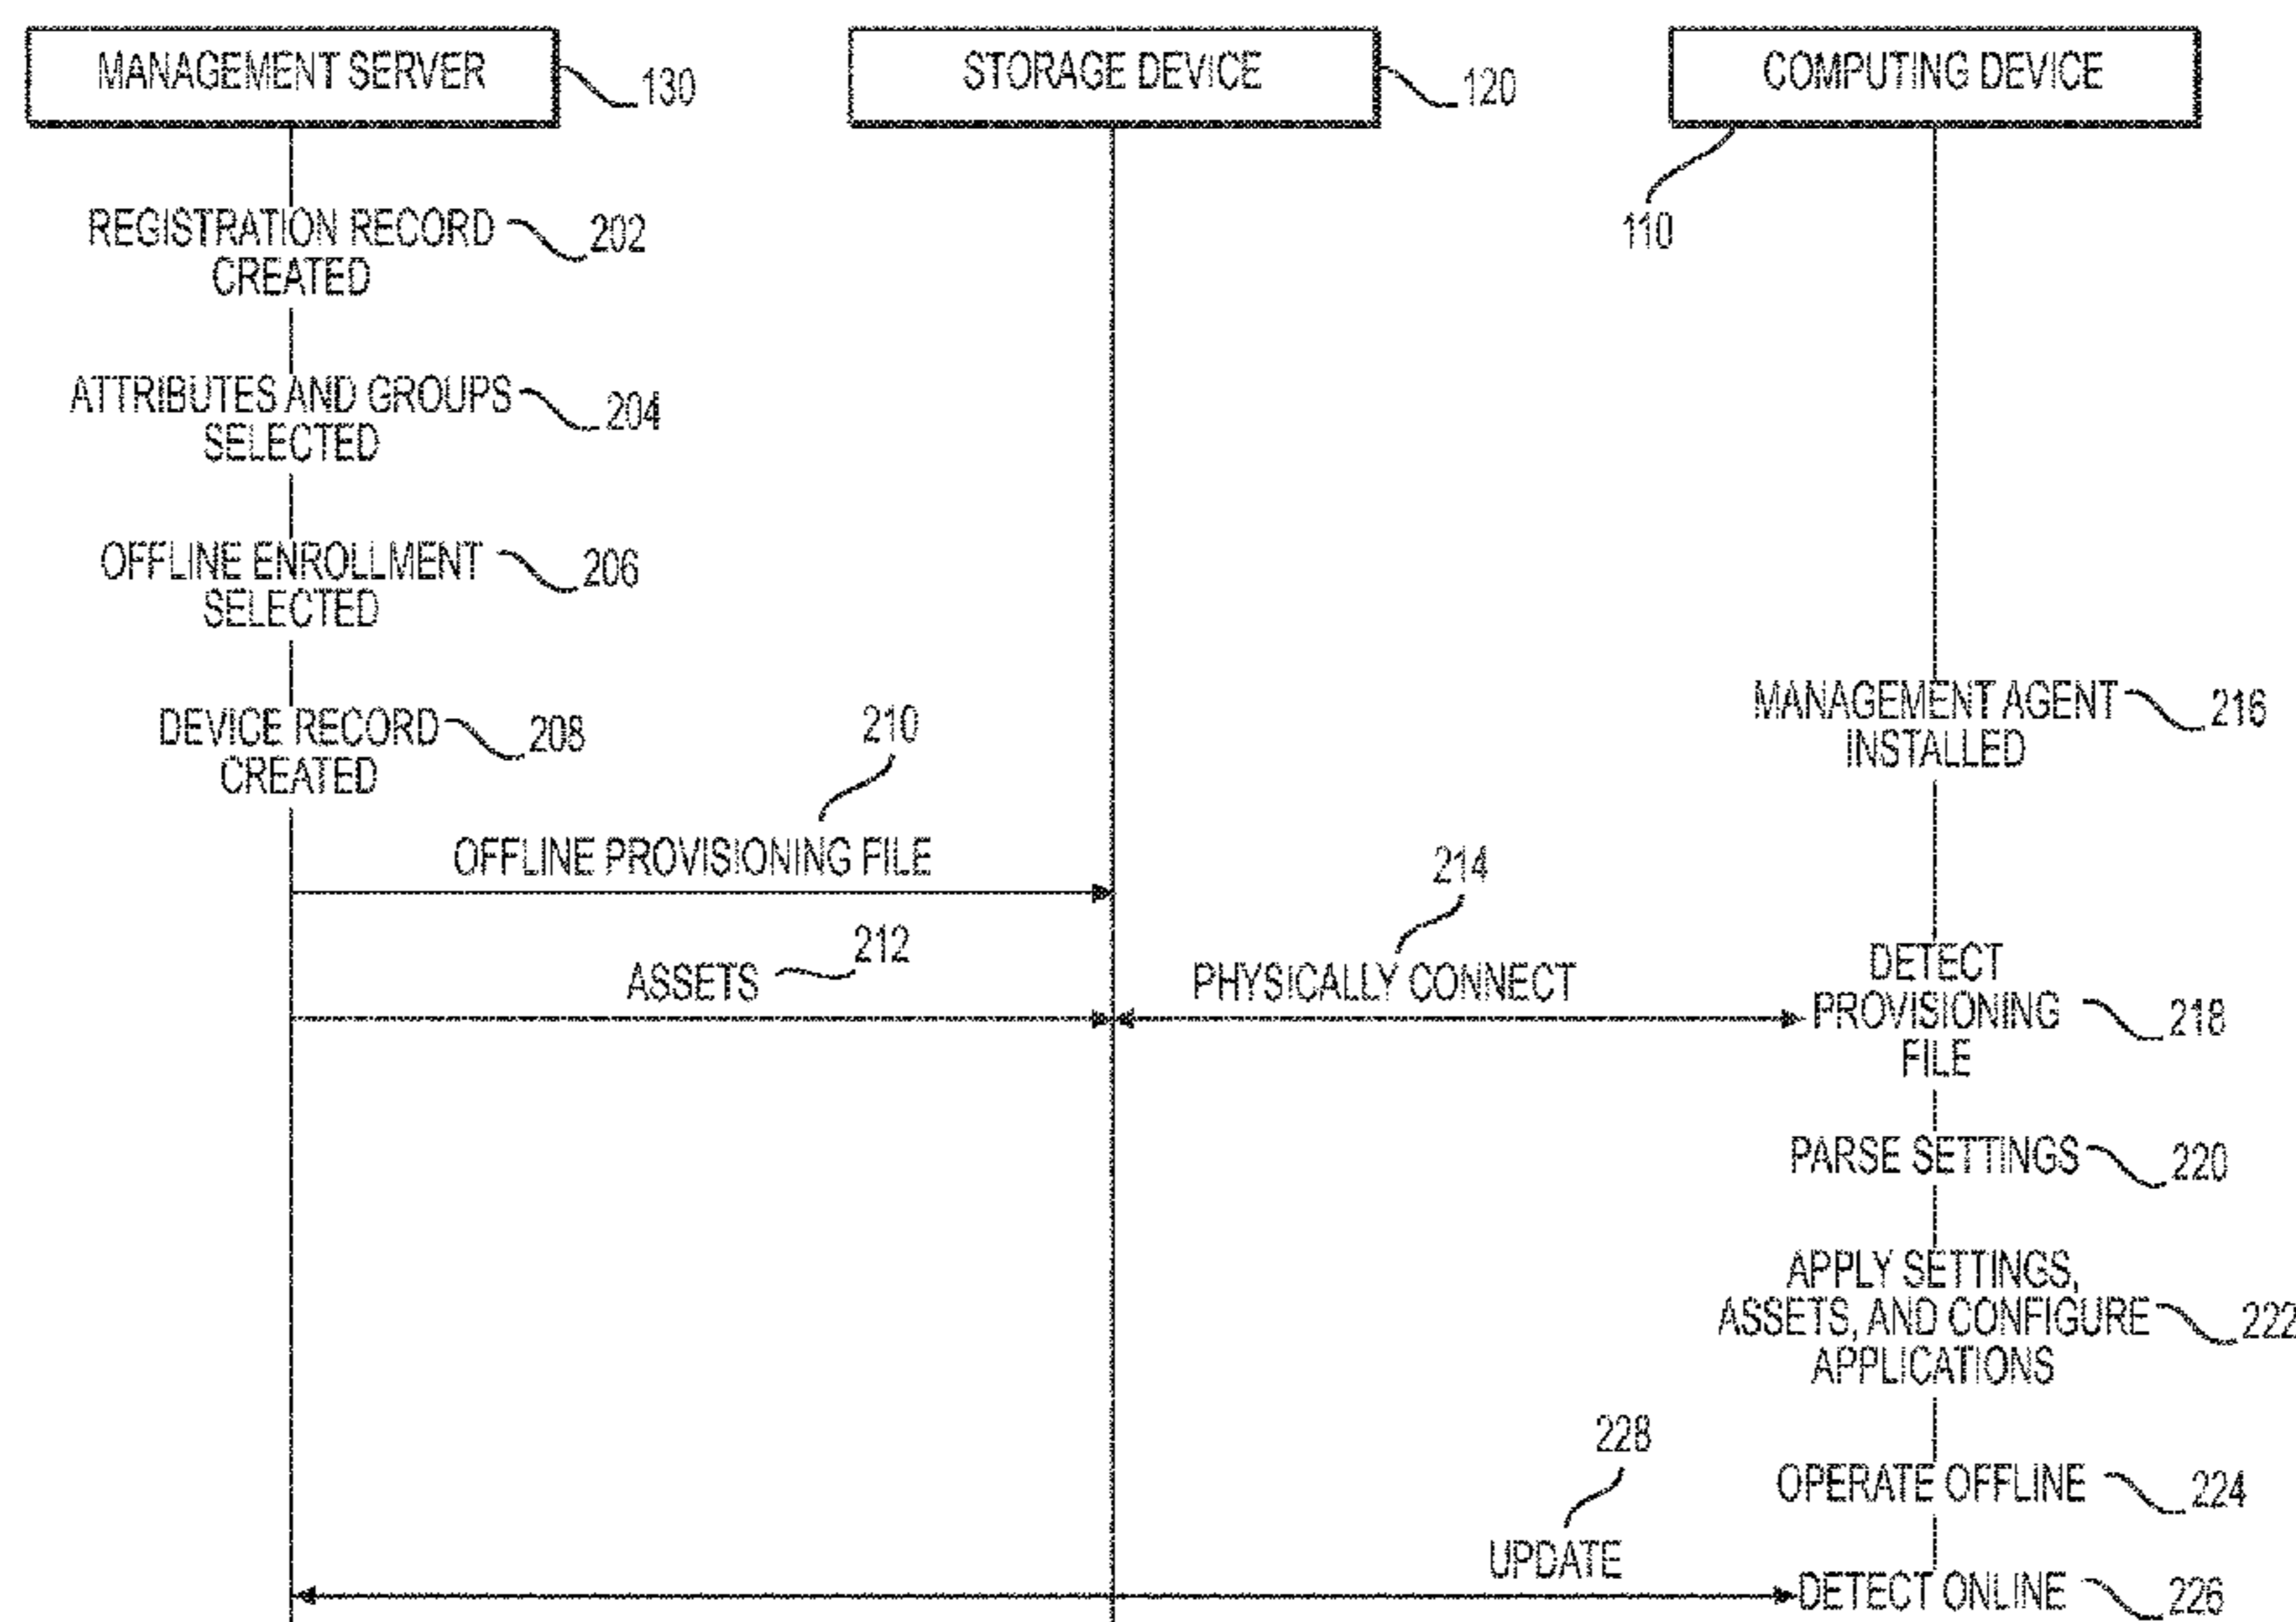 MANAGEMENT SERVER
130
STORAGE DEVICE
120
COMPUTING DEVICE
110
REGISTRATION RECORD
CREATED
202
ATTRIBUTES AND GROUPS
SELECTED
204
OFFLINE ENROLLMENT
SELECTED
206
DEVICE RECORD
CREATED
208
MANAGEMENT AGENT
INSTALLED
216
210
OFFLINE PROVISIONING FILE
212
ASSETS
214
PHYSICALLY CONNECT
DETECT
PROVISIONING
FILE
218
PARSE SETTINGS
220
APPLY SETTINGS,
ASSETS, AND CONFIGURE
APPLICATIONS
222
OPERATE OFFLINE
224
228
UPDATE
DETECT ONLINE
226